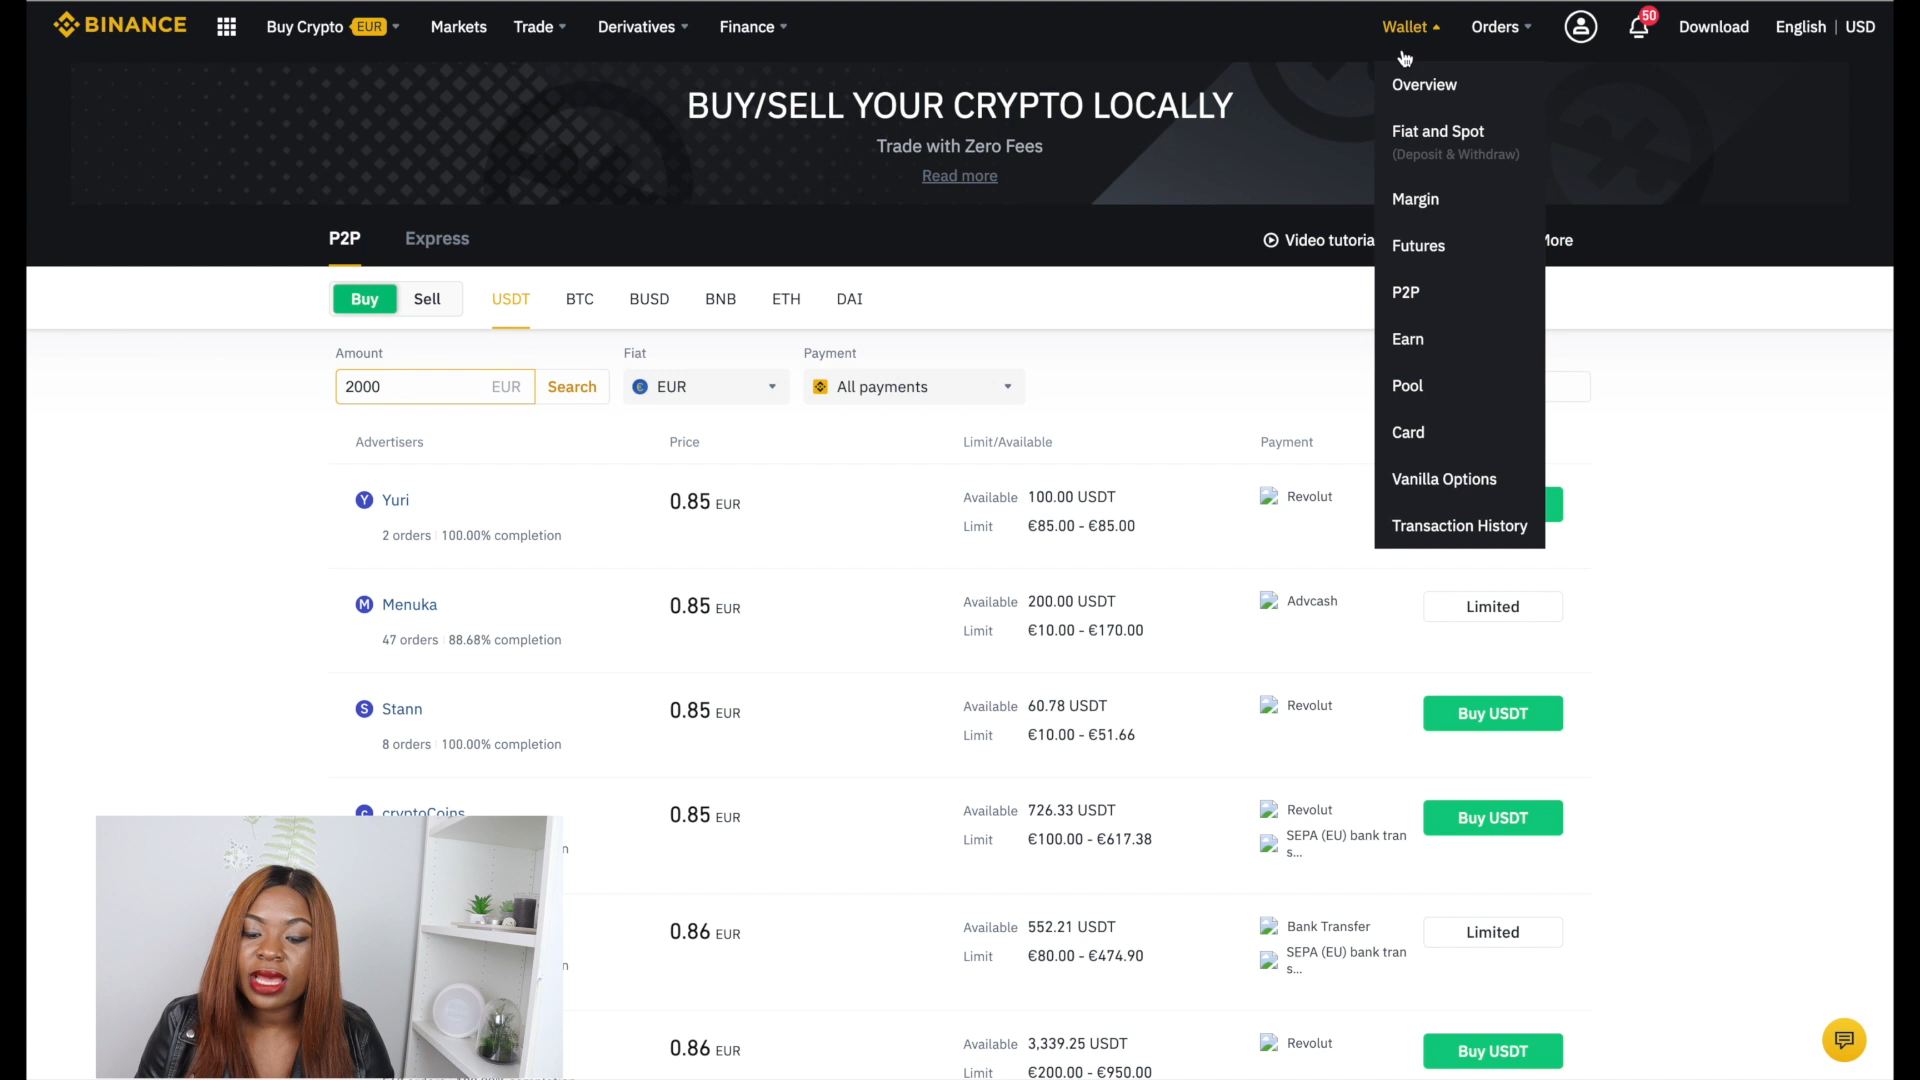 BINANCE
Buy Crypto EUR
Markets
Trade
Derivatives
Finance
Wallet
Orders
50
Download
English | USD
BUY/SELL YOUR CRYPTO LOCALLY
Trade with Zero Fees
Read more
Overview
Fiat and Spot
(Deposit & Withdraw)
Margin
Futures
P2P
Earn
Pool
Card
Vanilla Options
Transaction History
P2P
Express
Video tutoria
More
Buy
Sell
USDT
BTC
BUSD
BNB
ETH
DAI
Amount
Fiat
Payment
2000 EUR
Search
EUR
All payments
Advertisers
Price
Limit/Available
Payment
Y Yuri
2 orders | 100.00% completion
0.85 EUR
Available 100.00 USDT
Limit €85.00 - €85.00
Revolut
M Menuka
47 orders | 88.68% completion
0.85 EUR
Available 200.00 USDT
Limit €10.00 - €170.00
Advcash
Limited
S Stann
8 orders | 100.00% completion
0.85 EUR
Available 60.78 USDT
Limit €10.00 - €51.66
Revolut
Buy USDT
cryptoCoins
n
0.85 EUR
Available 726.33 USDT
Limit €100.00 - €617.38
Revolut
SEPA (EU) bank tran
s...
Buy USDT
n
0.86 EUR
Available 552.21 USDT
Limit €80.00 - €474.90
Bank Transfer
SEPA (EU) bank tran
s...
Limited
0.86 EUR
Available 3,339.25 USDT
Limit €200.00 - €950.00
Revolut
Buy USDT